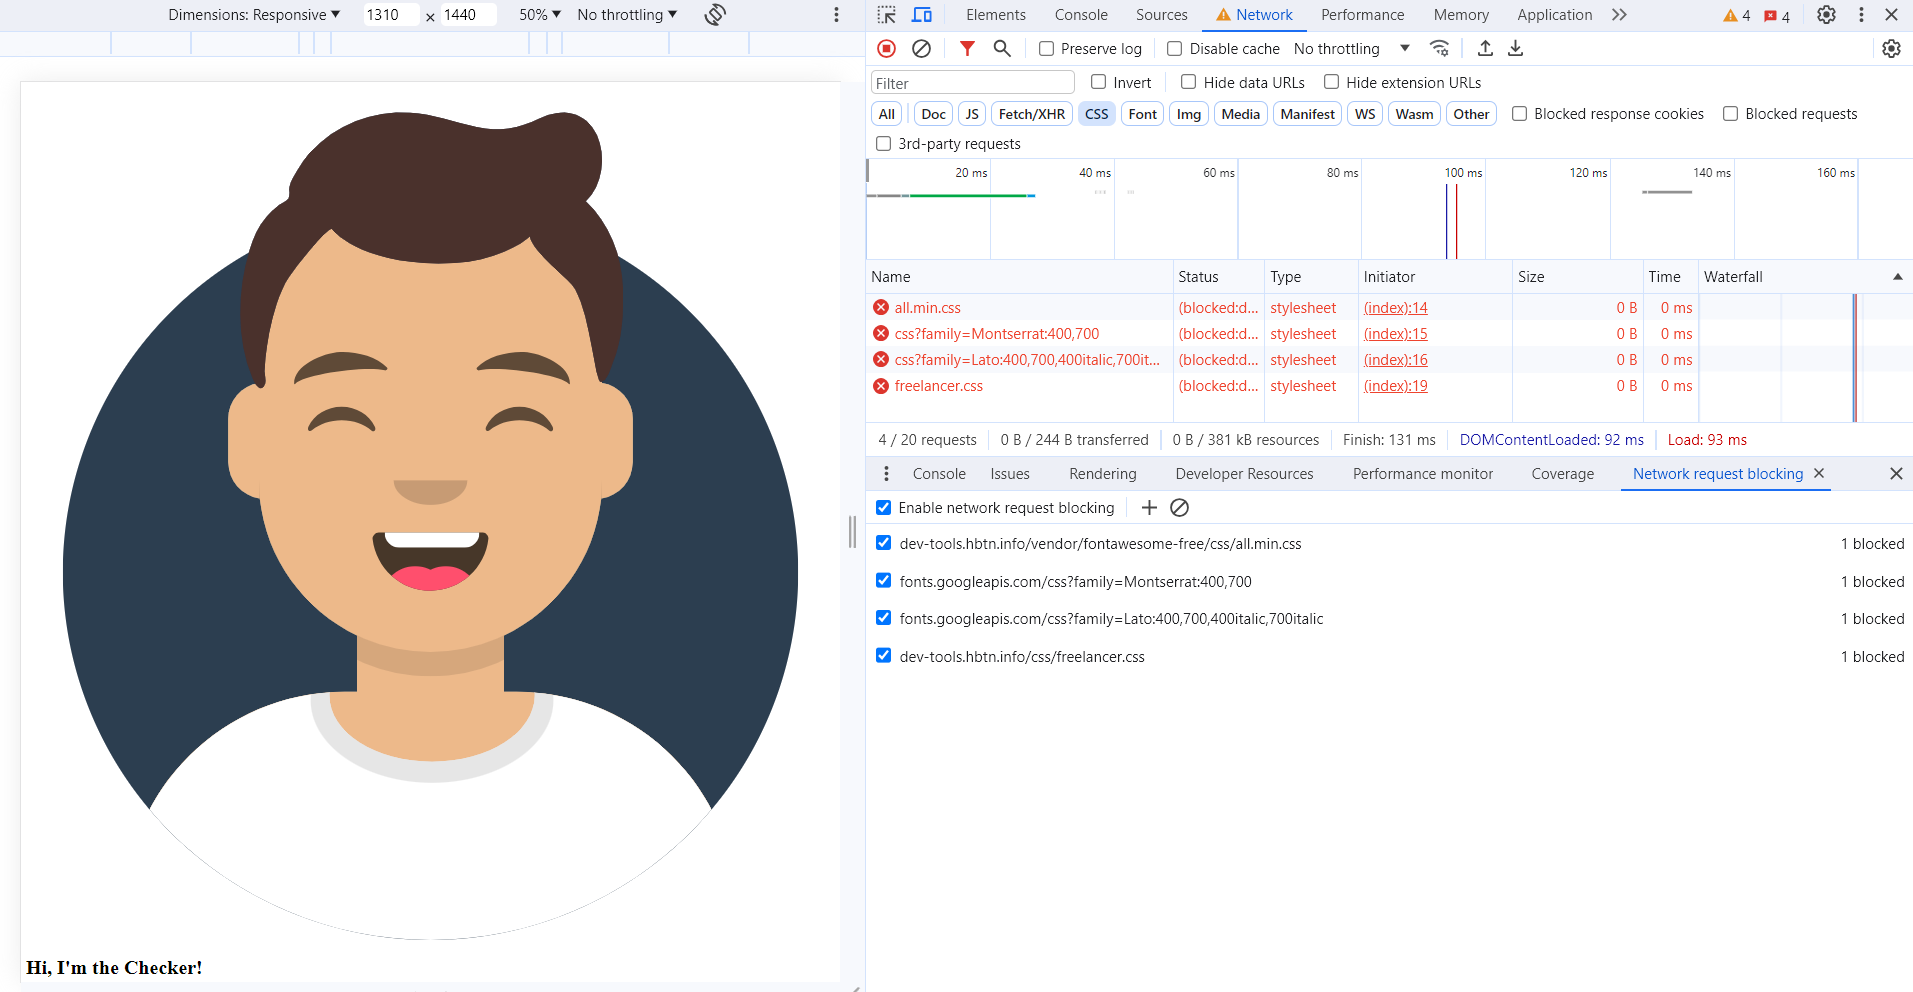 Dimensions: Responsive ▼ 1310 × 1440 50% ▼ No throttling ▼
Elements Console Sources Network Performance Memory Application 4 4
Preserve log Disable cache No throttling ▼
Filter Invert Hide data URLs Hide extension URLs
All Doc JS Fetch/XHR CSS Font Img Media Manifest WS Wasm Other Blocked response cookies Blocked requests
3rd-party requests
20 ms 40 ms 60 ms 80 ms 100 ms 120 ms 140 ms 160 ms
Name Status Type Initiator Size Time Waterfall
all.min.css (blocked:d... stylesheet (index):14 0 B 0 ms
css?family=Montserrat:400,700 (blocked:d... stylesheet (index):15 0 B 0 ms
css?family=Lato:400,700,400italic,700it... (blocked:d... stylesheet (index):16 0 B 0 ms
freelancer.css (blocked:d... stylesheet (index):19 0 B 0 ms
4 / 20 requests 0 B / 244 B transferred 0 B / 381 kB resources Finish: 131 ms DOMContentLoaded: 92 ms Load: 93 ms
Console Issues Rendering Developer Resources Performance monitor Coverage Network request blocking
Enable network request blocking
dev-tools.hbtn.info/vendor/fontawesome-free/css/all.min.css 1 blocked
fonts.googleapis.com/css?family=Montserrat:400,700 1 blocked
fonts.googleapis.com/css?family=Lato:400,700,400italic,700italic 1 blocked
dev-tools.hbtn.info/css/freelancer.css 1 blocked
Hi, I'm the Checker!